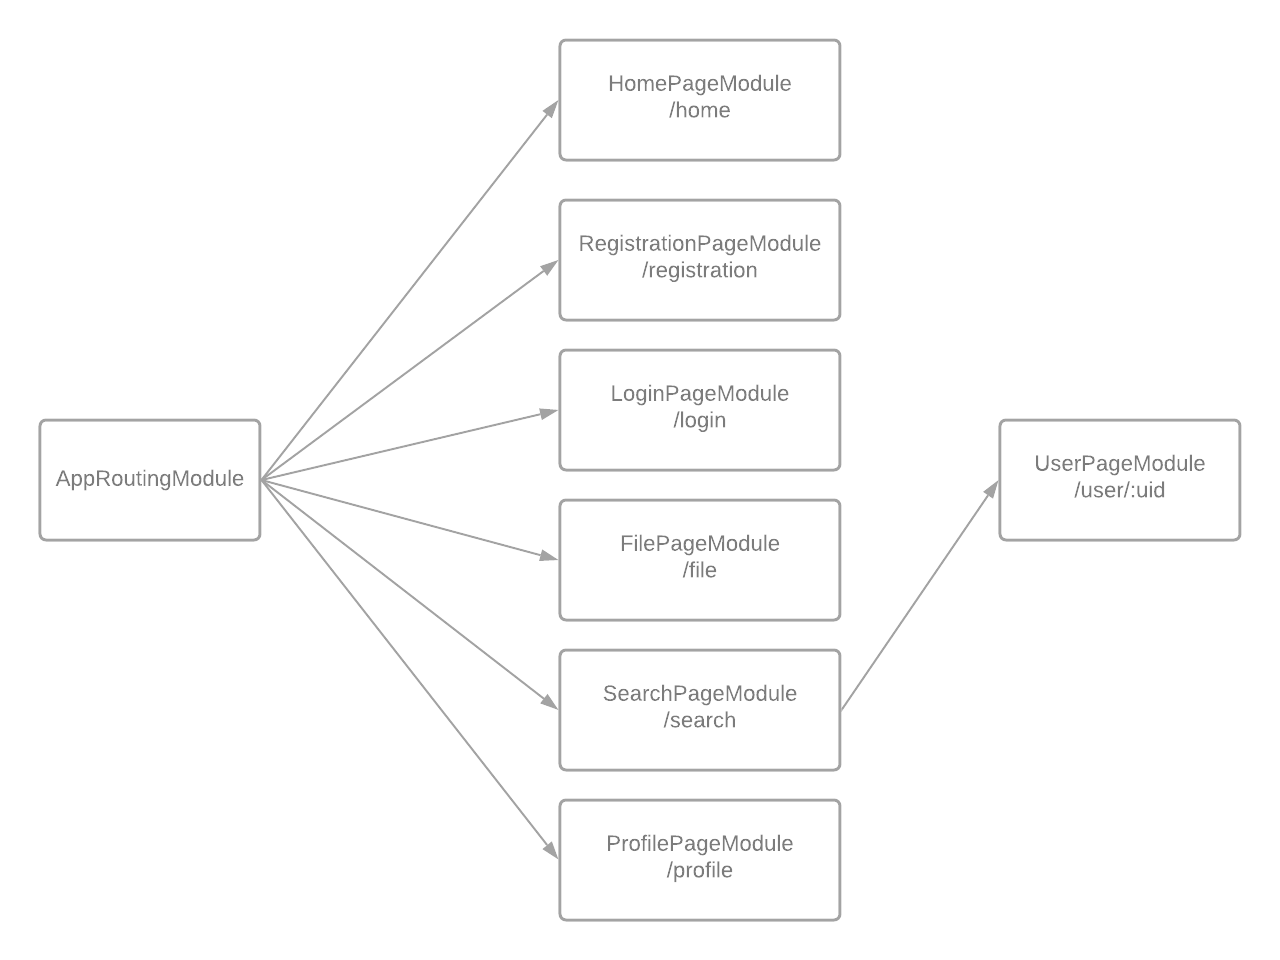 HomePageModule
/home
RegistrationPageModule
/registration
LoginPageModule
/login
AppRoutingModule
UserPageModule
/user/:uid
FilePageModule
/file
SearchPageModule
/search
ProfilePageModule
/profile